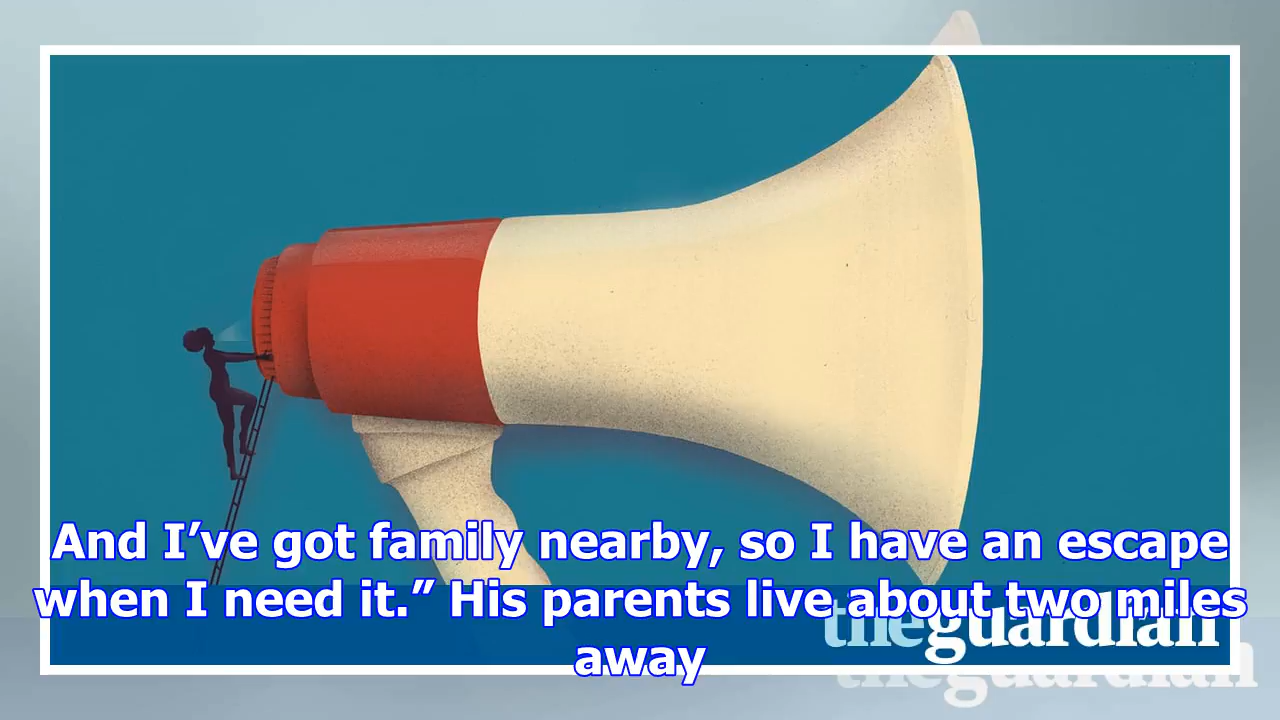 And I’ve got family nearby, so I have an escape
when I need it.” His parents live about two miles
away
theguardian
theguardian